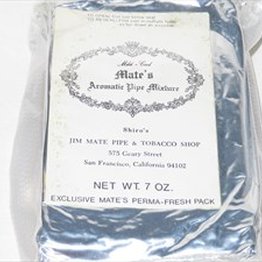 Mild - Cool
Mate's
Aromatic Pipe Mixture
Shiro's
JIM MATE PIPE & TOBACCO SHOP
575 Geary Street
San Francisco, California 94102
NET WT. 7 OZ.
EXCLUSIVE MATE'S PERMA-FRESH PACK